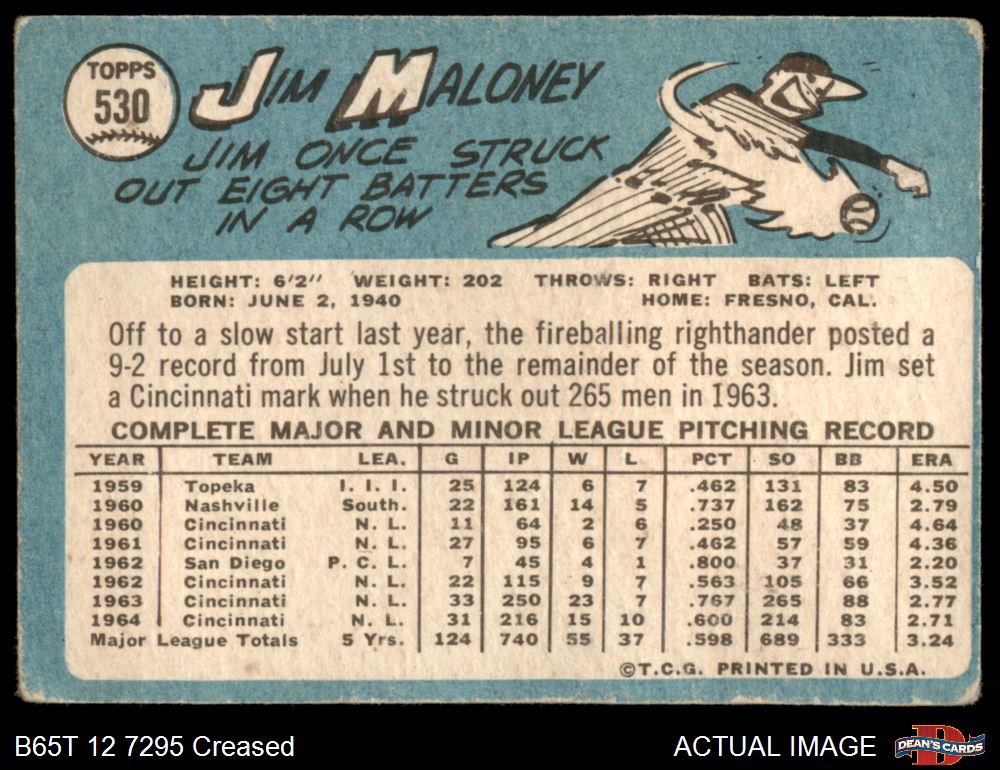 TOPPS
530
JIM MALONEY
JIM ONCE STRUCK
OUT EIGHT BATTERS
IN A ROW
HEIGHT: 6'2" WEIGHT: 202 THROWS: RIGHT BATS: LEFT
BORN: JUNE 2, 1940 HOME: FRESNO, CAL.
Off to a slow start last year, the fireballing righthander posted a
9-2 record from July 1st to the remainder of the season. Jim set
a Cincinnati mark when he struck out 265 men in 1963.
COMPLETE MAJOR AND MINOR LEAGUE PITCHING RECORD
YEAR TEAM LEA. G IP W L PCT SO BB ERA
1959 Topeka I. I. I. 25 124 6 7 .462 131 83 4.50
1960 Nashville South. 22 161 14 5 .737 162 75 2.79
1960 Cincinnati N. L. 11 64 2 6 .250 48 37 4.64
1961 Cincinnati N. L. 27 95 6 7 .462 57 59 4.36
1962 San Diego P. C. L. 7 45 4 1 .800 37 31 2.20
1962 Cincinnati N. L. 22 115 9 7 .563 105 66 3.52
1963 Cincinnati N. L. 33 250 23 7 .767 265 88 2.77
1964 Cincinnati N. L. 31 216 15 10 .600 214 83 2.71
Major League Totals 5 Yrs. 124 740 55 37 .598 689 333 3.24
©T.C.G. PRINTED IN U.S.A.
B65T 12 7295 Creased ACTUAL IMAGE
DEAN'S CARDS